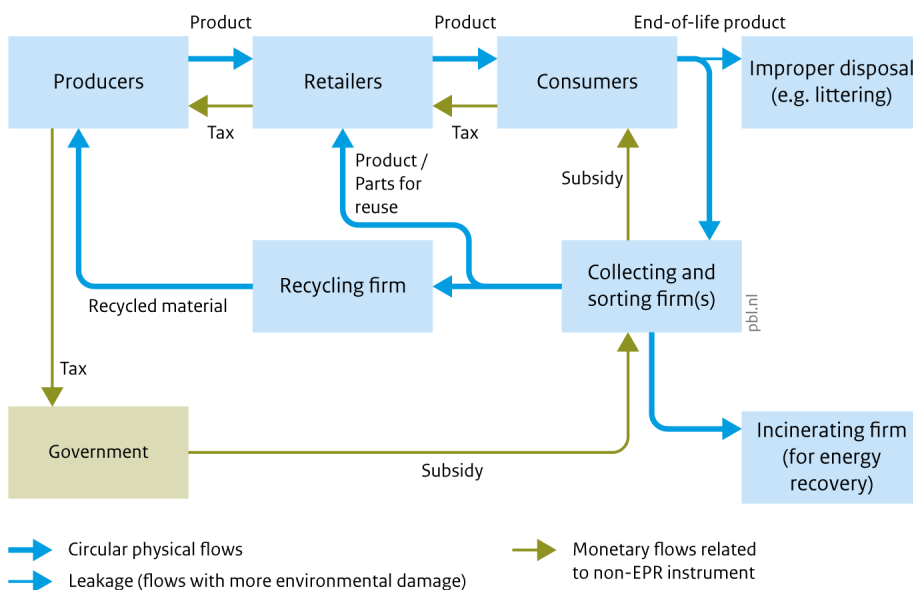 Product
Product
End-of-life product
Producers
Retailers
Consumers
Improper disposal
(e.g. littering)
Tax
Tax
Product /
Parts for
reuse
Subsidy
Recycling firm
Collecting and
sorting firm(s)
Recycled material
pbl.nl
Tax
Government
Subsidy
Incinerating firm
(for energy
recovery)
Circular physical flows
Leakage (flows with more environmental damage)
Monetary flows related
to non-EPR instrument